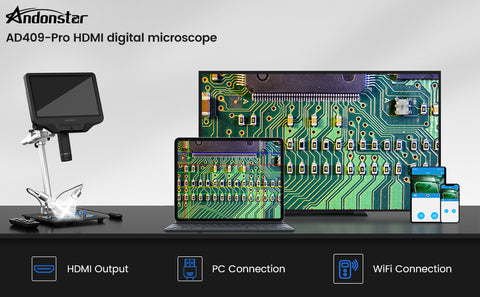 Andonstar
AD409-Pro HDMI digital microscope
HDMI Output
PC Connection
WiFi Connection